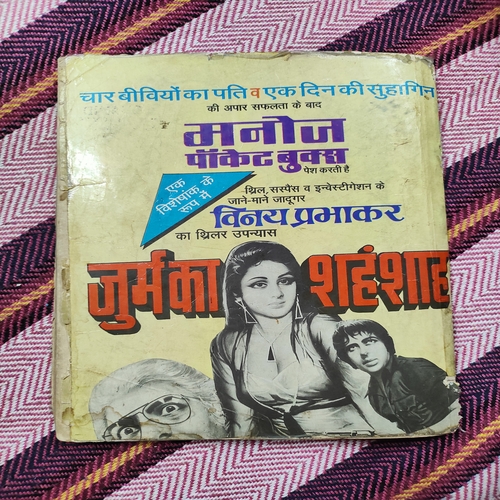 चार बीवियों का पति व एक दिन की सुहागिन
की अपार सफलता के बाद
मनोज
पॉकेट बुक्स
पेश करती है
एक
विशेषांक के
रूप में
थ्रिल, सस्पैंस व इन्वेस्टीगेशन के
जाने-माने जादूगर
विनय प्रभाकर
का थ्रिलर उपन्यास
जुर्म का शहंशाह